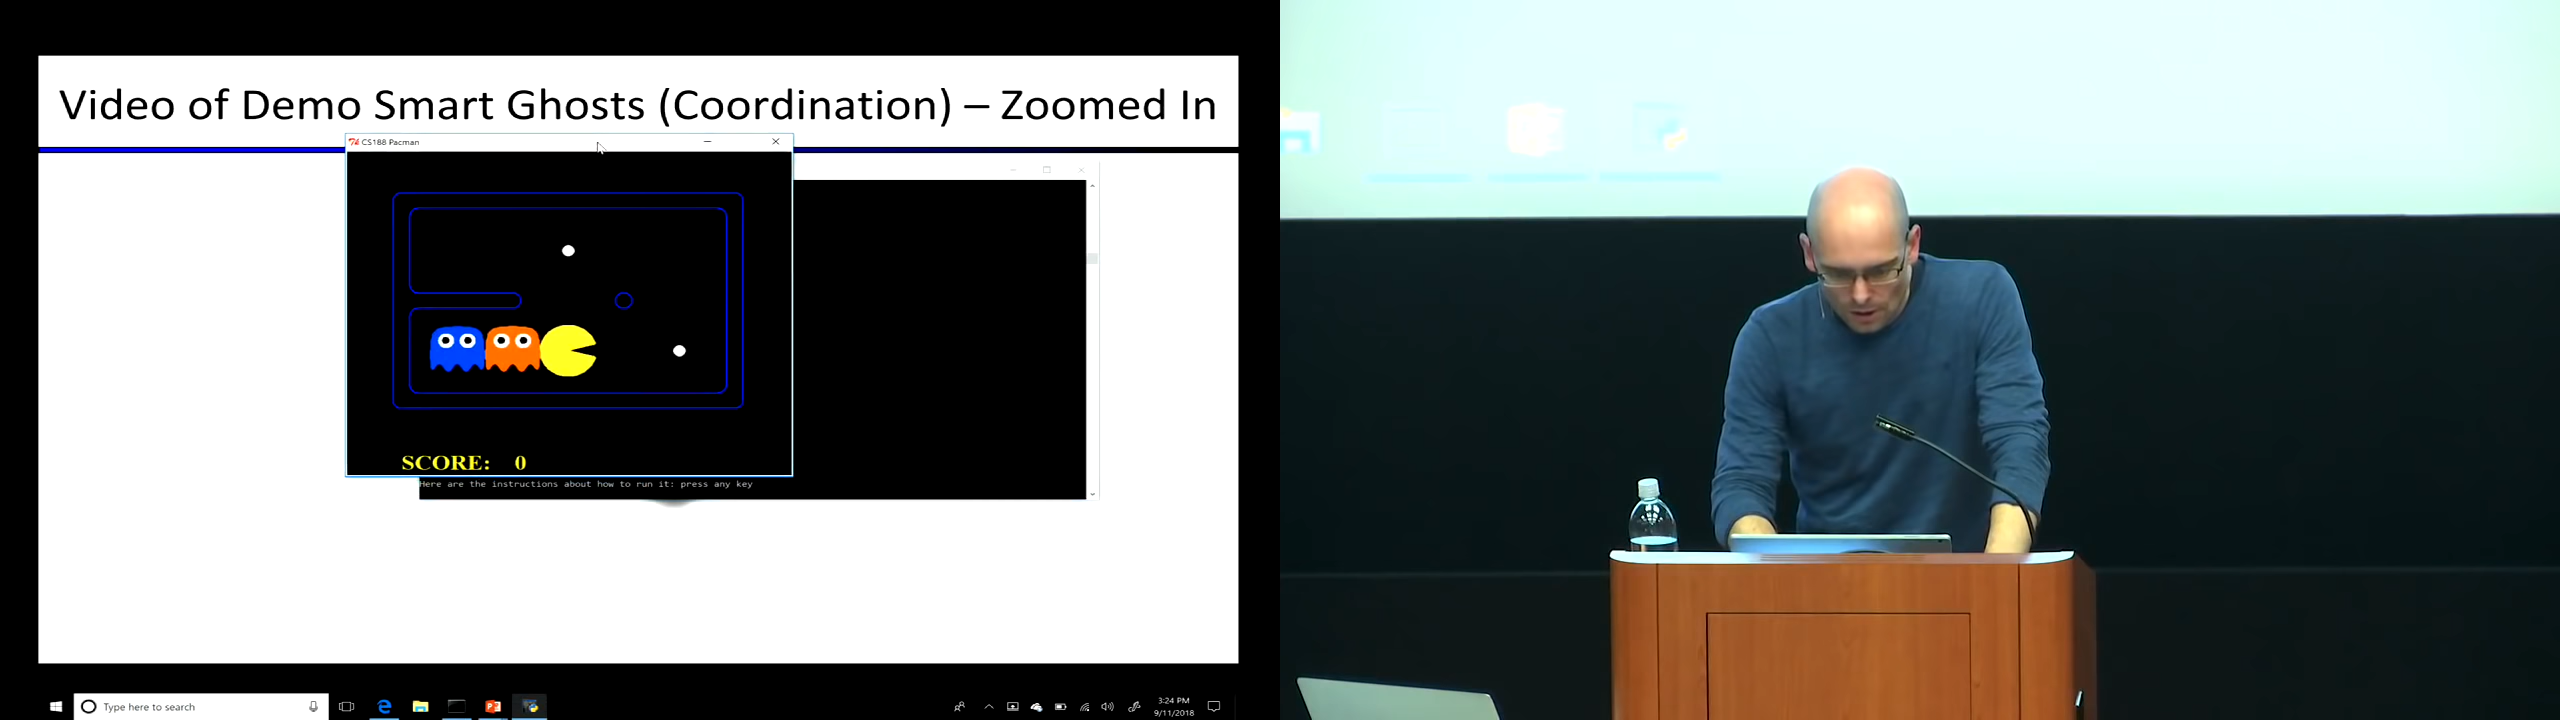 Video of Demo Smart Ghosts (Coordination) – Zoomed In
CS188 Pacman
SCORE: 0
Here are the instructions about how to run it: press any key
Type here to search
3:24 PM
9/11/2018